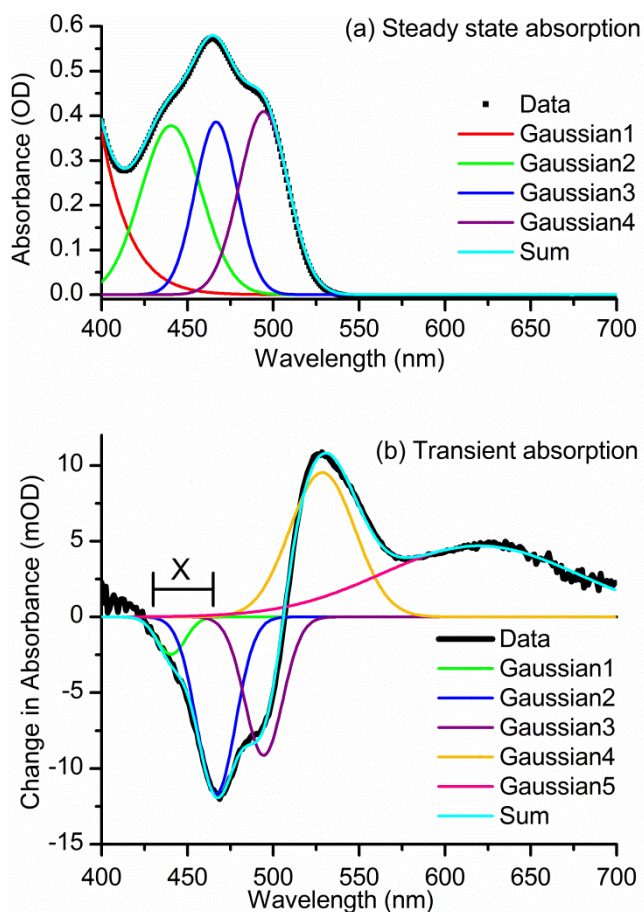 (a) Steady state absorption
Absorbance (OD)
0.6
0.5
0.4
0.3
0.2
0.1
0.0
Data
Gaussian1
Gaussian2
Gaussian3
Gaussian4
Sum
400 450 500 550 600 650 700
Wavelength (nm)
(b) Transient absorption
Change in Absorbance (mOD)
10
5
0
-5
-10
-15
X
Data
Gaussian1
Gaussian2
Gaussian3
Gaussian4
Gaussian5
Sum
400 450 500 550 600 650 700
Wavelength (nm)